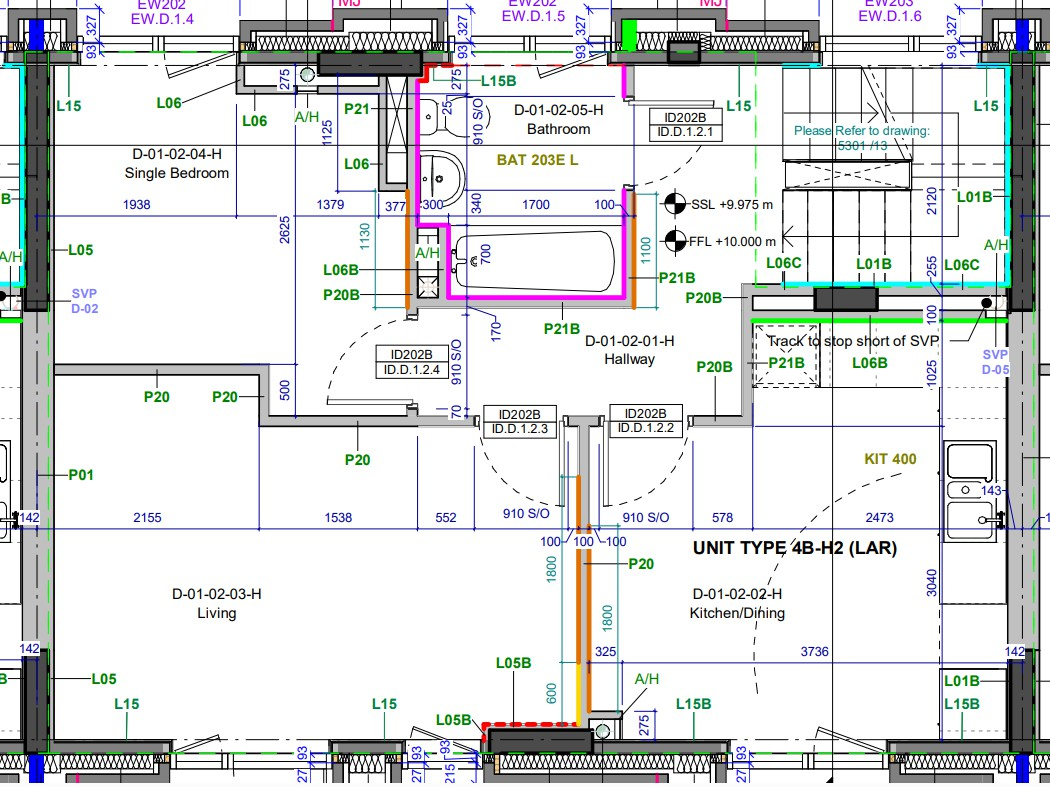 EW202
EW.D.1.4
MJ
EW202
EW.D.1.5
MJ
EW203
EW.D.1.6
327
93
327
93
327
93
327
93
L15
L06
L06
A/H
275
1125
P21
L06
275
25
910 S/O
L15B
D-01-02-05-H
Bathroom
BAT 203E L
ID202B
ID.D.1.2.1
L15
Please Refer to drawing:
5301 /13
L15
D-01-02-04-H
Single Bedroom
1938
1379
377
300
340
1700
100
SSL +9.975 m
FFL +10.000 m
2120
L01B
B
A/H
L05
2625
1130
A/H
700
1100
L06C
L01B
L06C
A/H
255
L06B
P20B
P21B
P20B
SVP
D-02
170
P21B
D-01-02-01-H
Hallway
100
Track to stop short of SVP
SVP
D-05
P21B
L06B
1025
ID202B
ID.D.1.2.4
910 S/O
P20B
P20
P20
500
70
ID202B
ID.D.1.2.3
ID202B
ID.D.1.2.2
P20
KIT 400
P01
143
142
2155
1538
552
910 S/O
910 S/O
578
2473
100
100
100
UNIT TYPE 4B-H2 (LAR)
1800
P20
D-01-02-03-H
Living
1800
D-01-02-02-H
Kitchen/Dining
3040
142
325
3736
142
L05B
B
L05
A/H
L01B
600
L15
L15
L05B
275
L15B
L15B
93
93
93
93
93
27
215
27
27